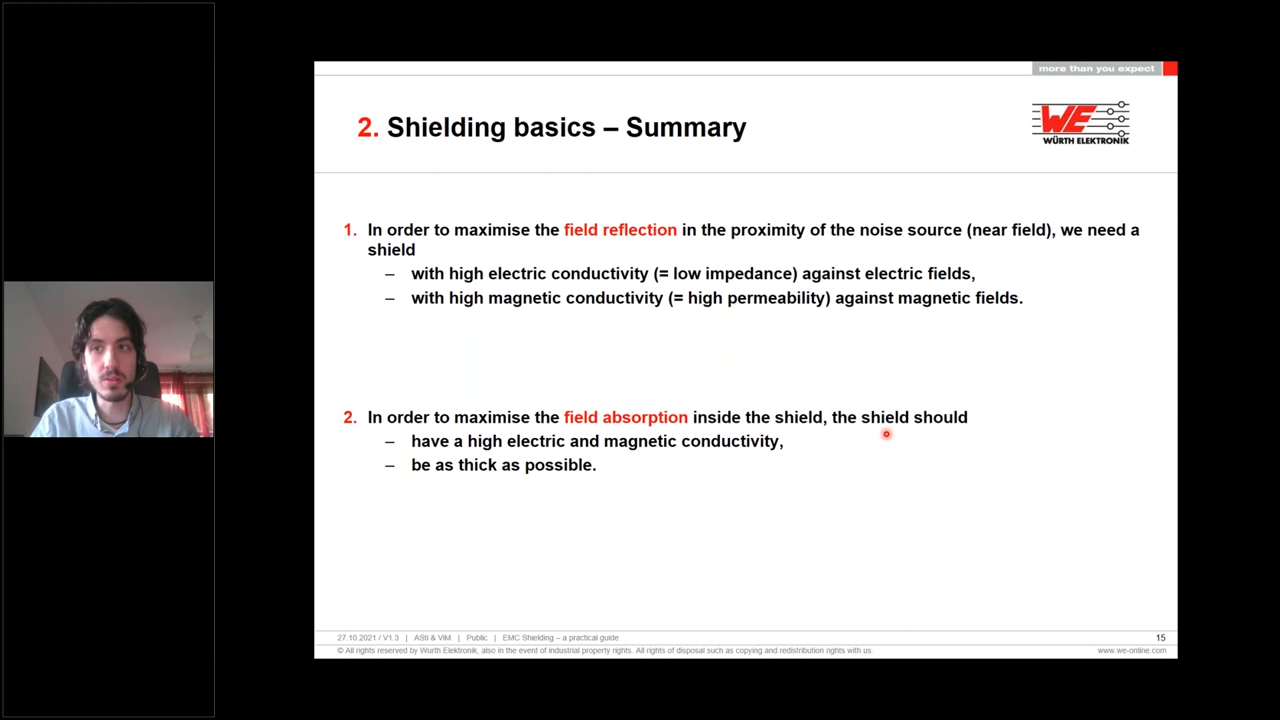 more than you expect
2. Shielding basics – Summary
WE
WÜRTH ELEKTRONIK
1. In order to maximise the field reflection in the proximity of the noise source (near field), we need a
shield
– with high electric conductivity (= low impedance) against electric fields,
– with high magnetic conductivity (= high permeability) against magnetic fields.
2. In order to maximise the field absorption inside the shield, the shield should
– have a high electric and magnetic conductivity,
– be as thick as possible.
27.10.2021 / V1.3 | ASti & ViM | Public | EMC Shielding – a practical guide
15
© All rights reserved by Wurth Elektronik, also in the event of industrial property rights. All rights of disposal such as copying and redistribution rights with us.
www.we-online.com